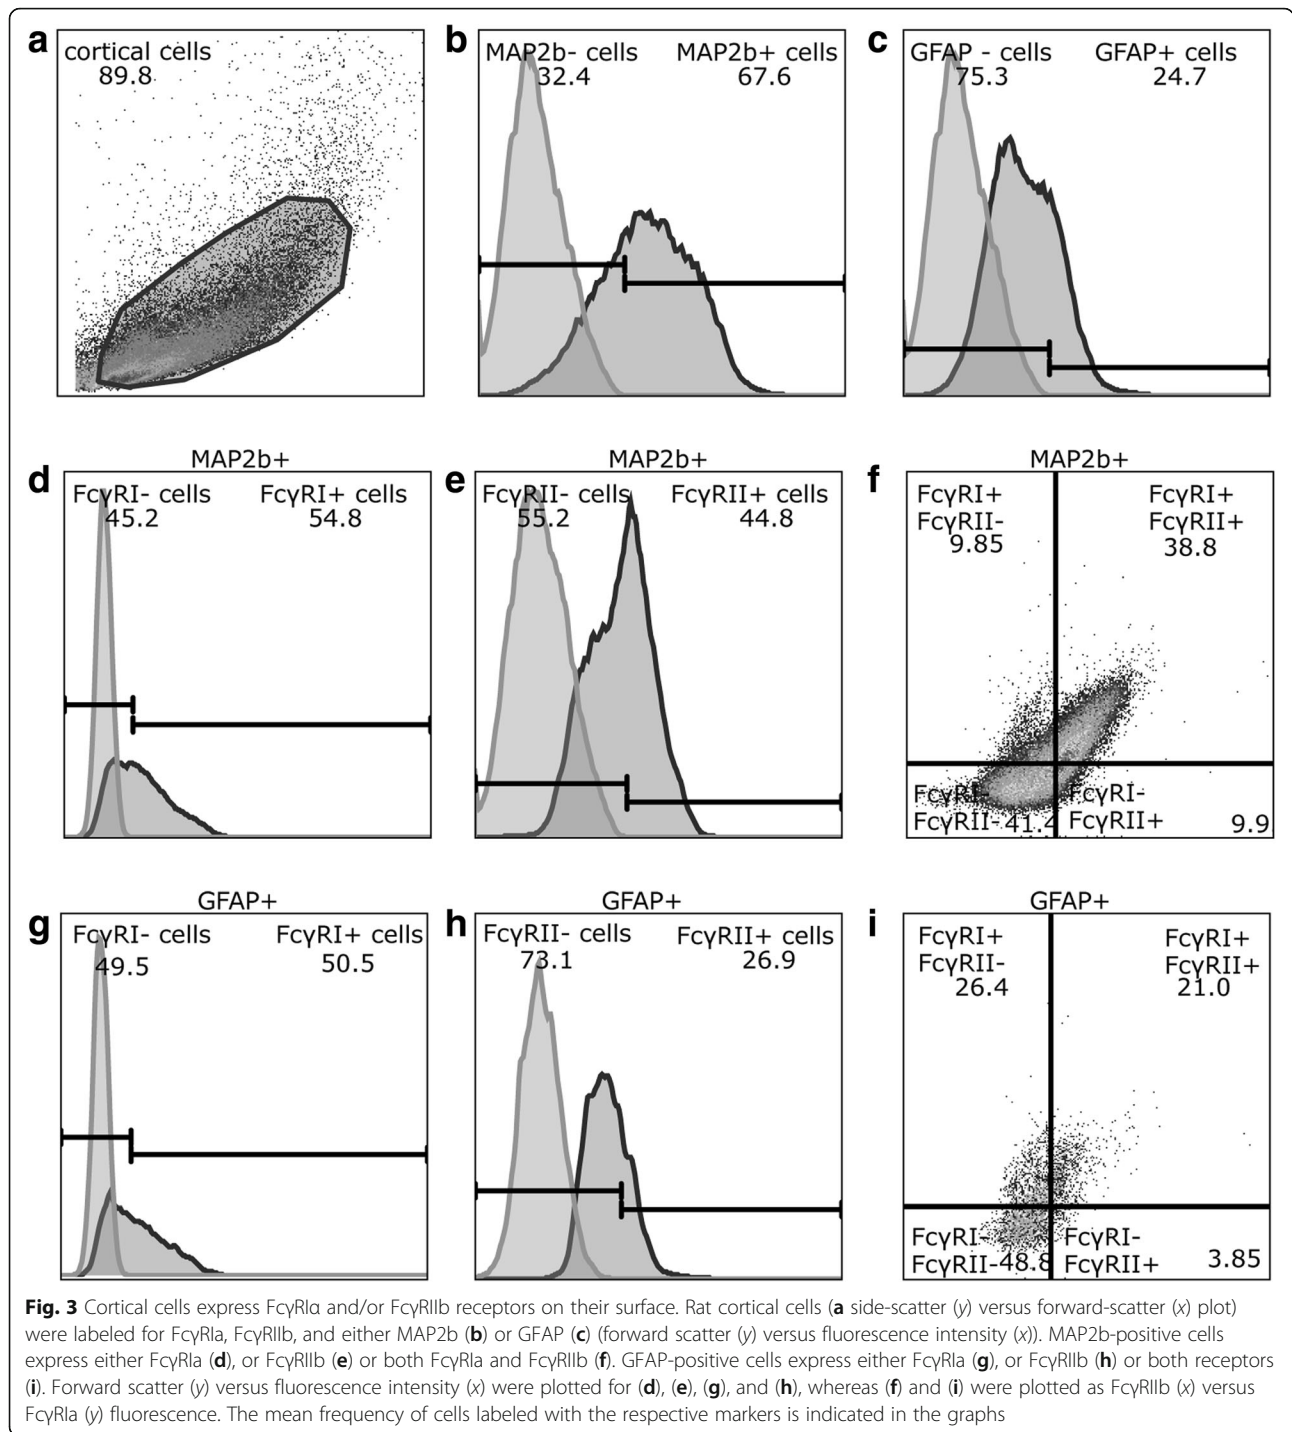 a
cortical cells
89.8
b
MAP2b- cells MAP2b+ cells
32.4 67.6
c
GFAP - cells GFAP+ cells
75.3 24.7
d
MAP2b+
FcγRI- cells FcγRI+ cells
45.2 54.8
e
MAP2b+
FcγRII- cells FcγRII+ cells
55.2 44.8
f
MAP2b+
FcγRI+ FcγRI+
FcγRII- FcγRII+
9.85 38.8
FcγRI- FcγRI-
FcγRII- 41.4 FcγRII+ 9.9
g
GFAP+
FcγRI- cells FcγRI+ cells
49.5 50.5
h
GFAP+
FcγRII- cells FcγRII+ cells
73.1 26.9
i
GFAP+
FcγRI+ FcγRI+
FcγRII- FcγRII+
26.4 21.0
FcγRI- FcγRI-
FcγRII- 48.8 FcγRII+ 3.85
Fig. 3 Cortical cells express FcγRIα and/or FcγRIIb receptors on their surface. Rat cortical cells (a side-scatter (y) versus forward-scatter (x) plot)
were labeled for FcγRIa, FcγRIIb, and either MAP2b (b) or GFAP (c) (forward scatter (y) versus fluorescence intensity (x)). MAP2b-positive cells
express either FcγRIa (d), or FcγRIIb (e) or both FcγRIa and FcγRIIb (f). GFAP-positive cells express either FcγRIa (g), or FcγRIIb (h) or both receptors
(i). Forward scatter (y) versus fluorescence intensity (x) were plotted for (d), (e), (g), and (h), whereas (f) and (i) were plotted as FcγRIIb (x) versus
FcγRIa (y) fluorescence. The mean frequency of cells labeled with the respective markers is indicated in the graphs